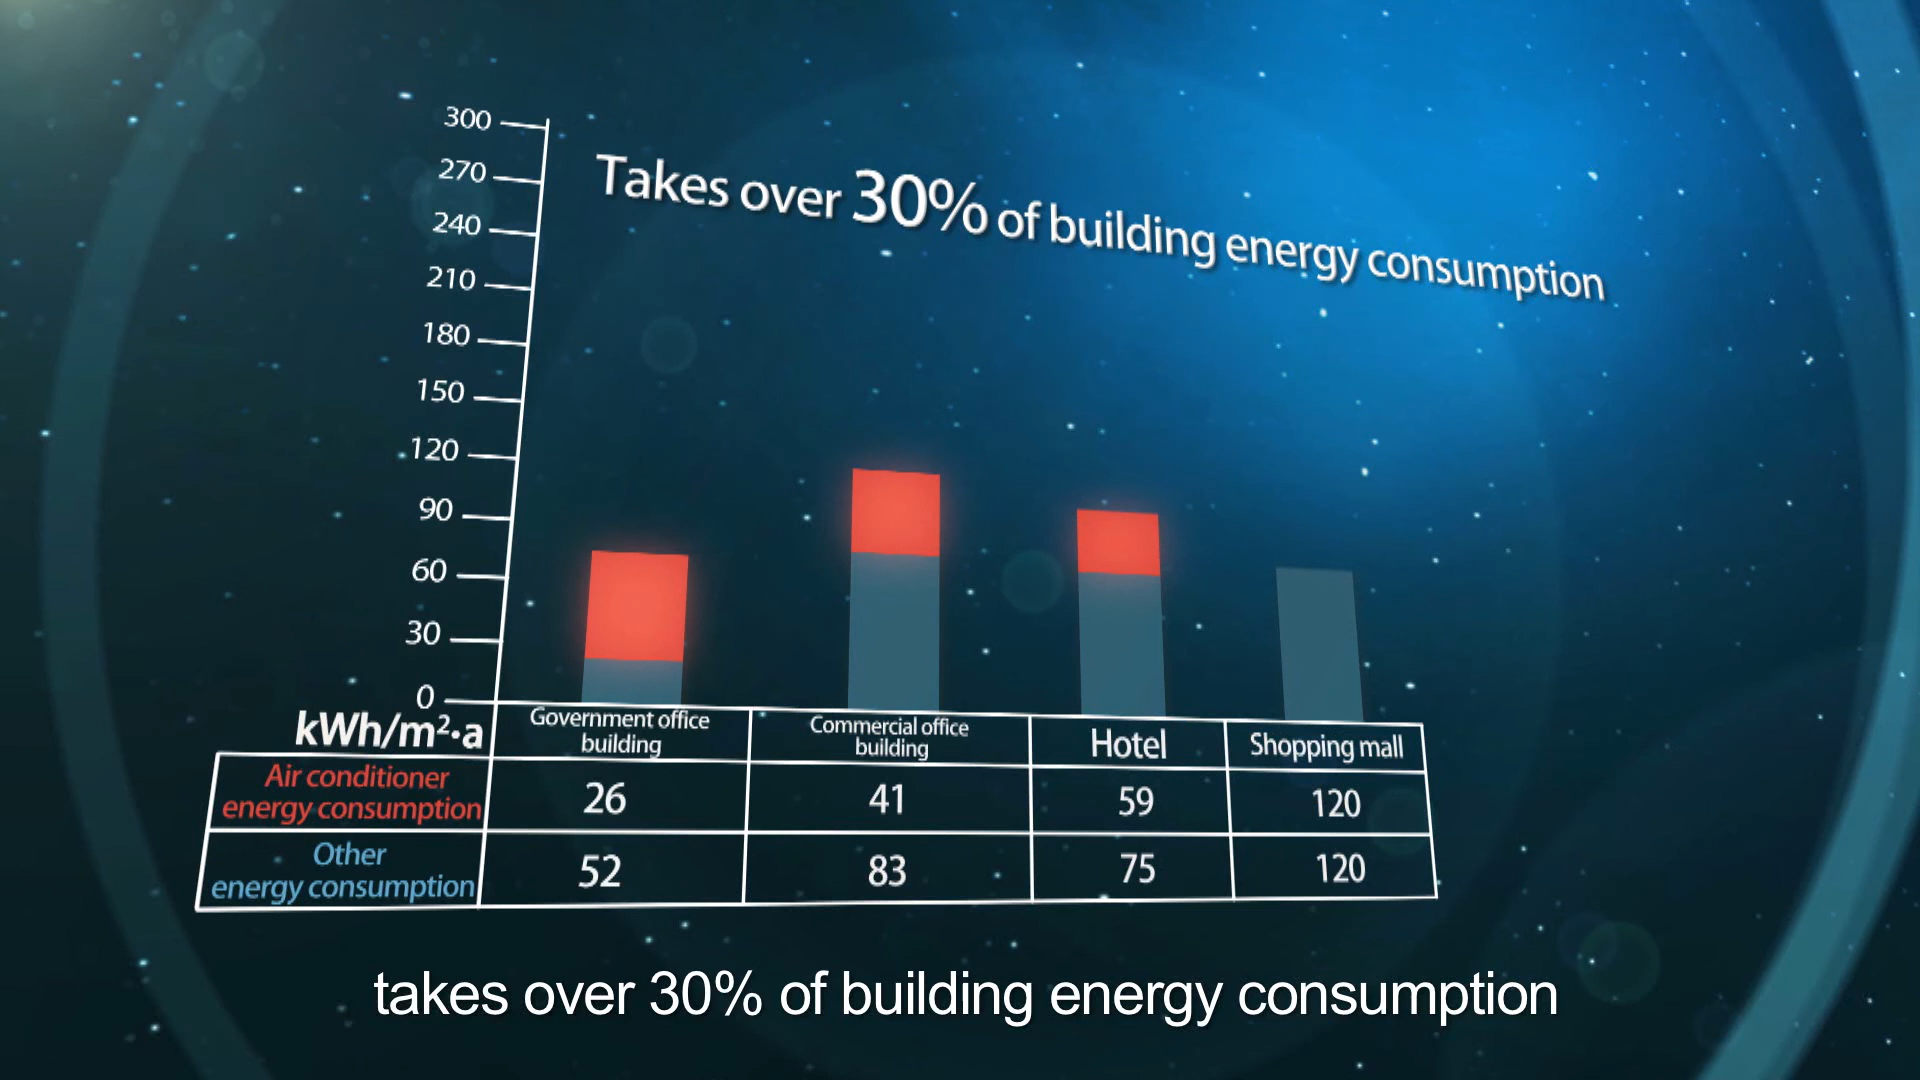 300
270
240
210
180
150
120
90
60
30
0
Takes over 30% of building energy consumption
kWh/m²•a
Government office
building
Commercial office
building
Hotel
Shopping mall
Air conditioner
energy consumption
26
41
59
120
Other
energy consumption
52
83
75
120
takes over 30% of building energy consumption